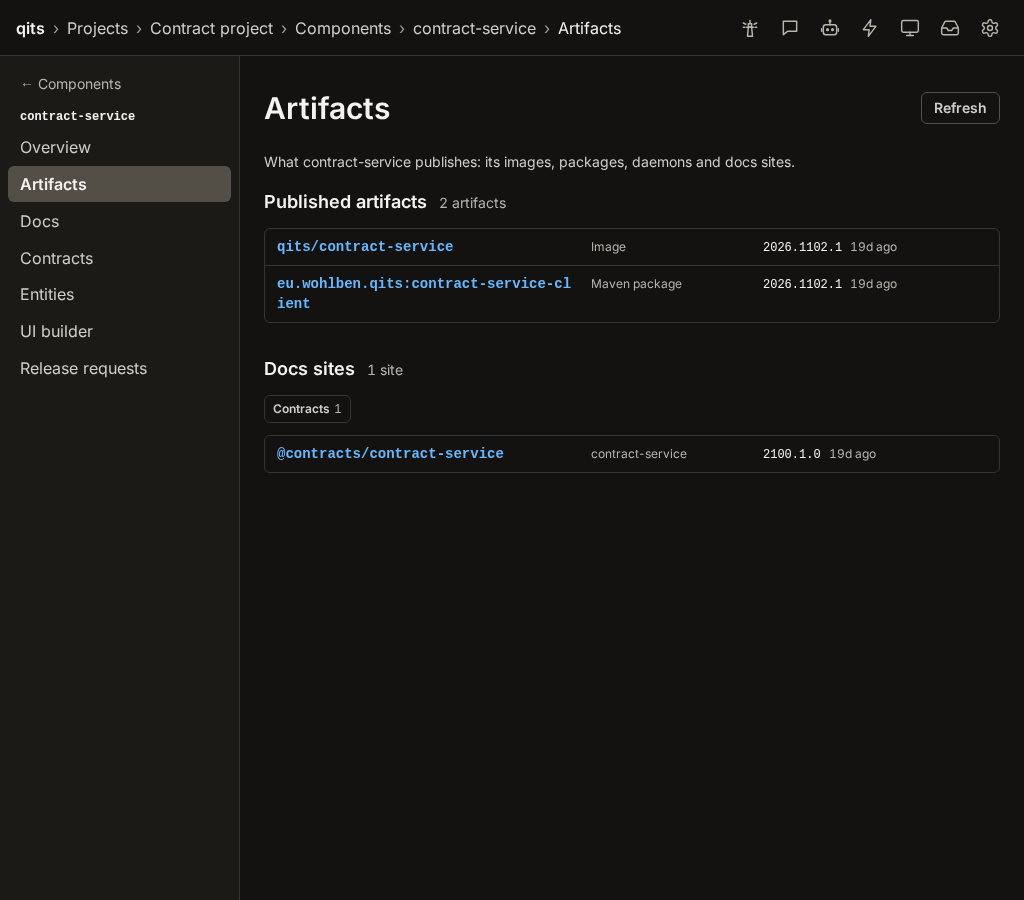 qits › Projects › Contract project › Components › contract-service › Artifacts
← Components
contract-service
Overview
Artifacts
Docs
Contracts
Entities
UI builder
Release requests
Artifacts
Refresh
What contract-service publishes: its images, packages, daemons and docs sites.
Published artifacts 2 artifacts
qits/contract-service Image 2026.1102.1 19d ago
eu.wohlben.qits:contract-service-cl Maven package 2026.1102.1 19d ago
ient
Docs sites 1 site
Contracts 1
@contracts/contract-service contract-service 2100.1.0 19d ago